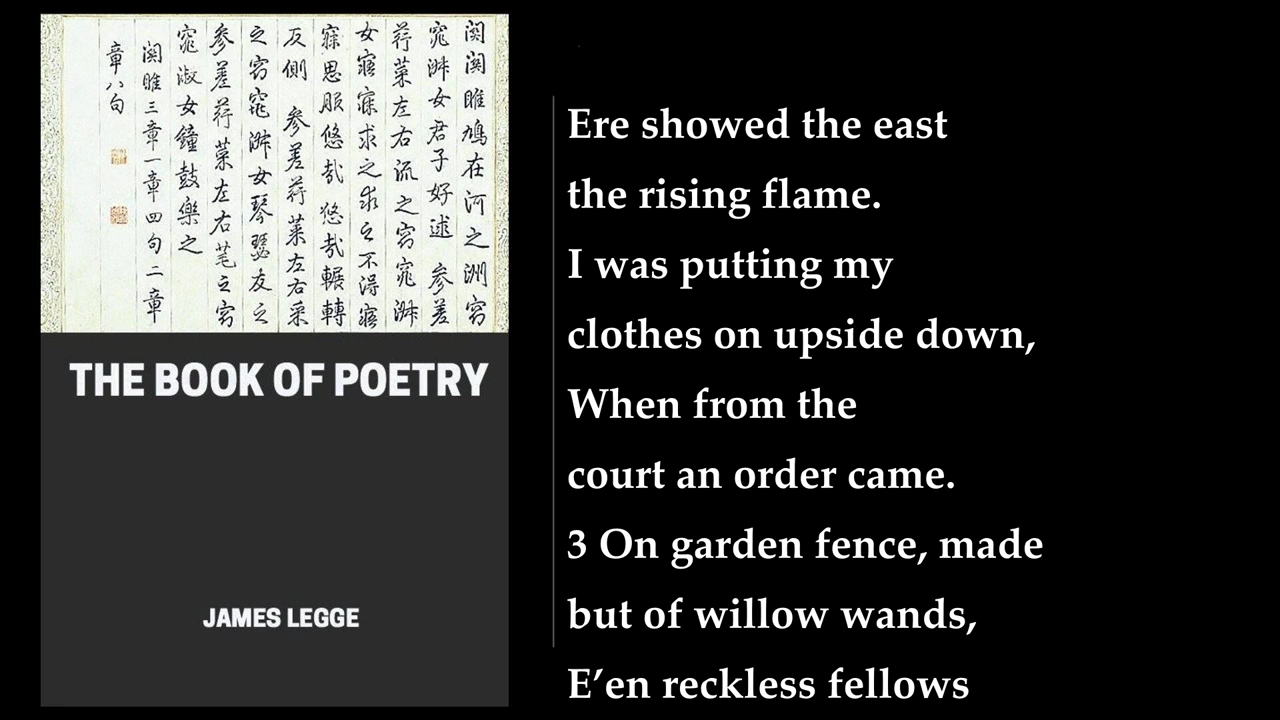 関関雎鳩在河之洲窈
窕淑女君子好逑 參差
荇菜左右流之窈窕淑
女寤寐求之求之不得寤
寐思服悠哉悠哉輾轉
反側 參差荇菜左右采
之窈窕淑女琴瑟友之
參差荇菜左右芼之窈
窕淑女鐘鼓樂之
関雎三章一章四句二章
章八句
THE BOOK OF POETRY
JAMES LEGGE
Ere showed the east
the rising flame.
I was putting my
clothes on upside down,
When from the
court an order came.
3 On garden fence, made
but of willow wands,
E’en reckless fellows